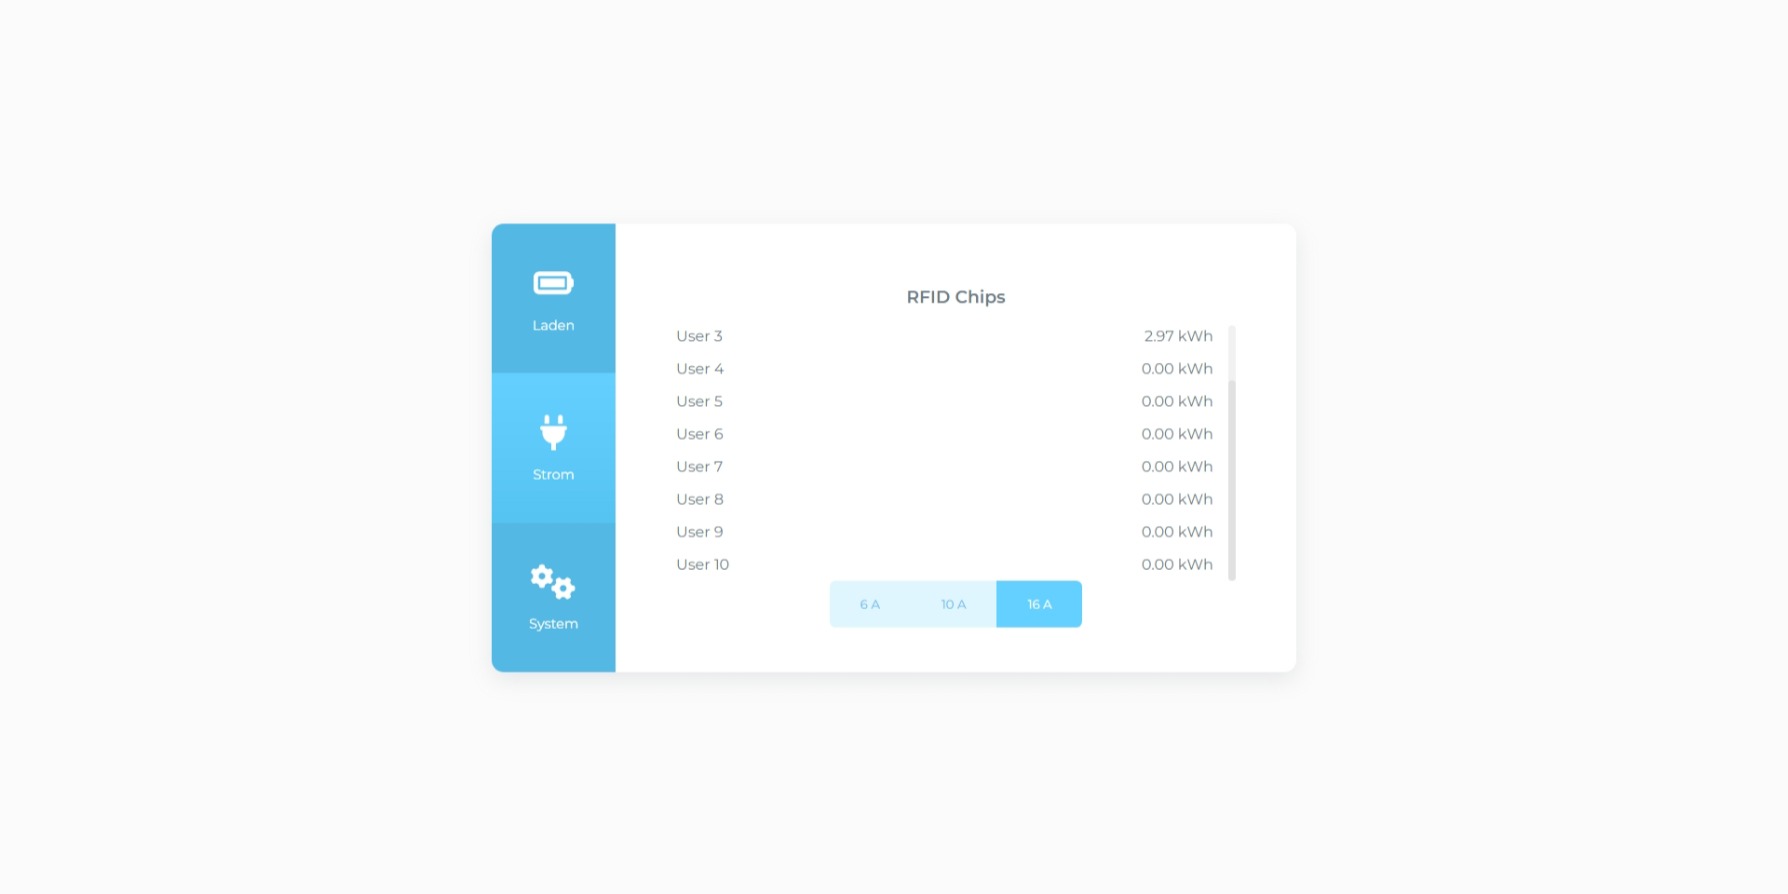 Laden
Strom
System
RFID Chips
User 3 2.97 kWh
User 4 0.00 kWh
User 5 0.00 kWh
User 6 0.00 kWh
User 7 0.00 kWh
User 8 0.00 kWh
User 9 0.00 kWh
User 10 0.00 kWh
6 A 10 A 16 A